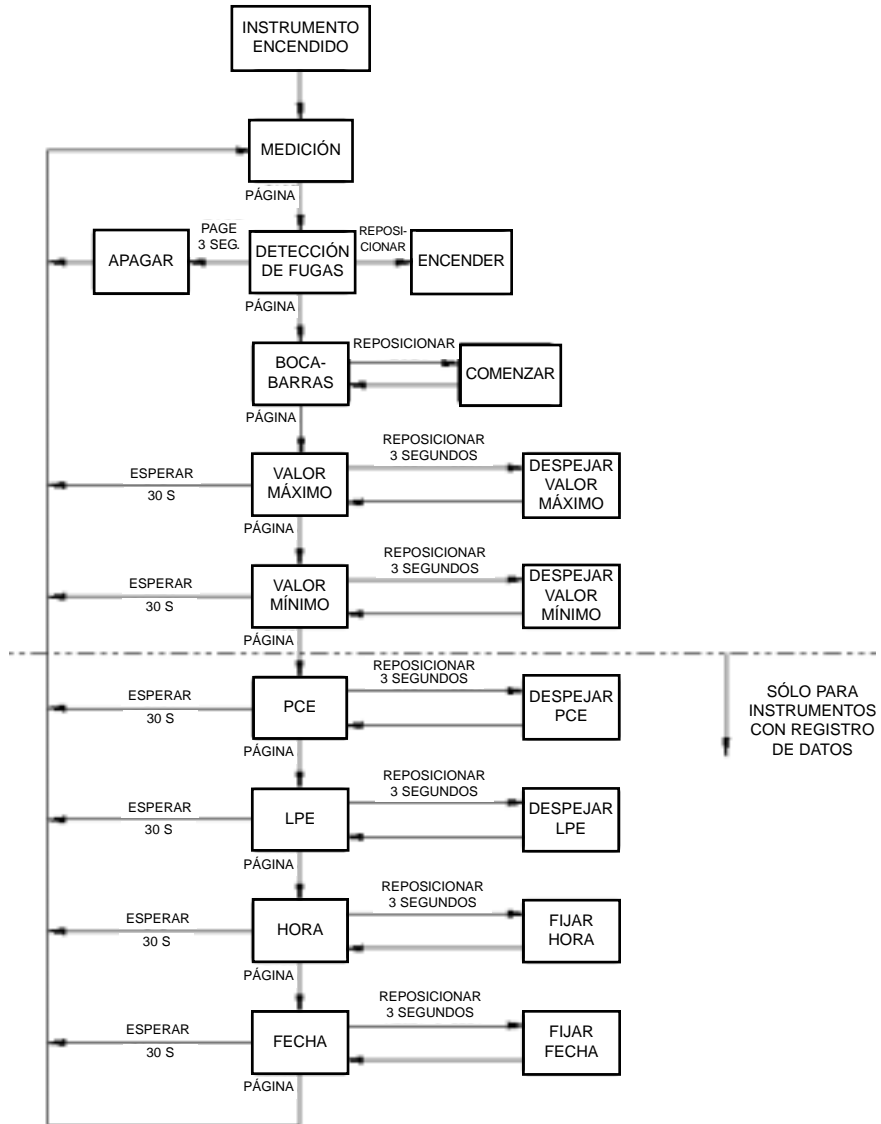 INSTRUMENTO
ENCENDIDO
MEDICIÓN
PÁGINA
PAGE
3 SEG.
REPOSI-
CIONAR
APAGAR
DETECCIÓN
DE FUGAS
ENCENDER
PÁGINA
REPOSICIONAR
BOCA-
BARRAS
COMENZAR
PÁGINA
REPOSICIONAR
3 SEGUNDOS
ESPERAR
30 S
VALOR
MÁXIMO
DESPEJAR
VALOR
MÁXIMO
PÁGINA
REPOSICIONAR
3 SEGUNDOS
ESPERAR
30 S
VALOR
MÍNIMO
DESPEJAR
VALOR
MÍNIMO
PÁGINA
REPOSICIONAR
3 SEGUNDOS
ESPERAR
30 S
PCE
DESPEJAR
PCE
SÓLO PARA
INSTRUMENTOS
CON REGISTRO
DE DATOS
PÁGINA
REPOSICIONAR
3 SEGUNDOS
ESPERAR
30 S
LPE
DESPEJAR
LPE
PÁGINA
REPOSICIONAR
3 SEGUNDOS
ESPERAR
30 S
HORA
FIJAR
HORA
PÁGINA
REPOSICIONAR
3 SEGUNDOS
ESPERAR
30 S
FECHA
FIJAR
FECHA
PÁGINA